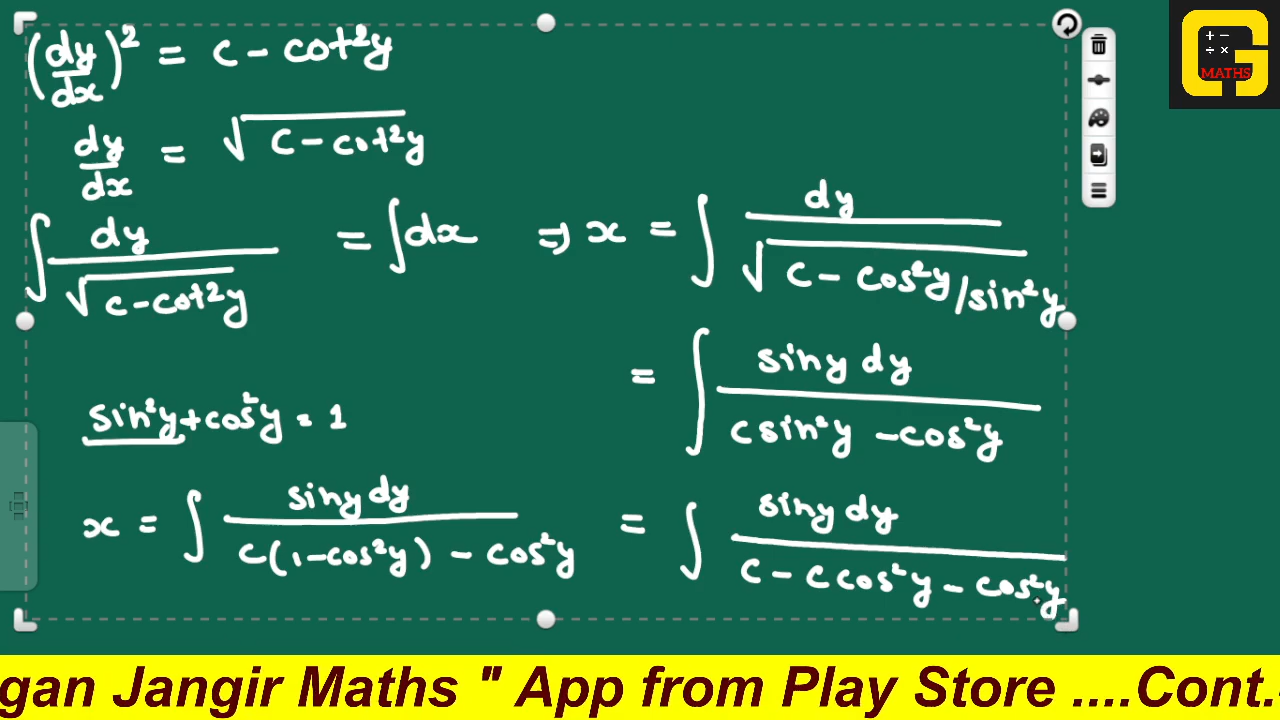 (dy/dx)² = c - cot²y
dy/dx = √(c - cot²y)
∫ dy/√(c - cot²y) = ∫dx ⇒ x = ∫ dy/√(c - cos²y/sin²y)
= ∫ siny dy/(c sin²y - cos²y)
sin²y + cos²y = 1
x = ∫ siny dy/(c(1-cos²y) - cos²y) = ∫ siny dy/(c - c cos²y - cos²y)
+ -
÷ ×
MATHS
gan Jangir Maths " App from Play Store ....Cont.